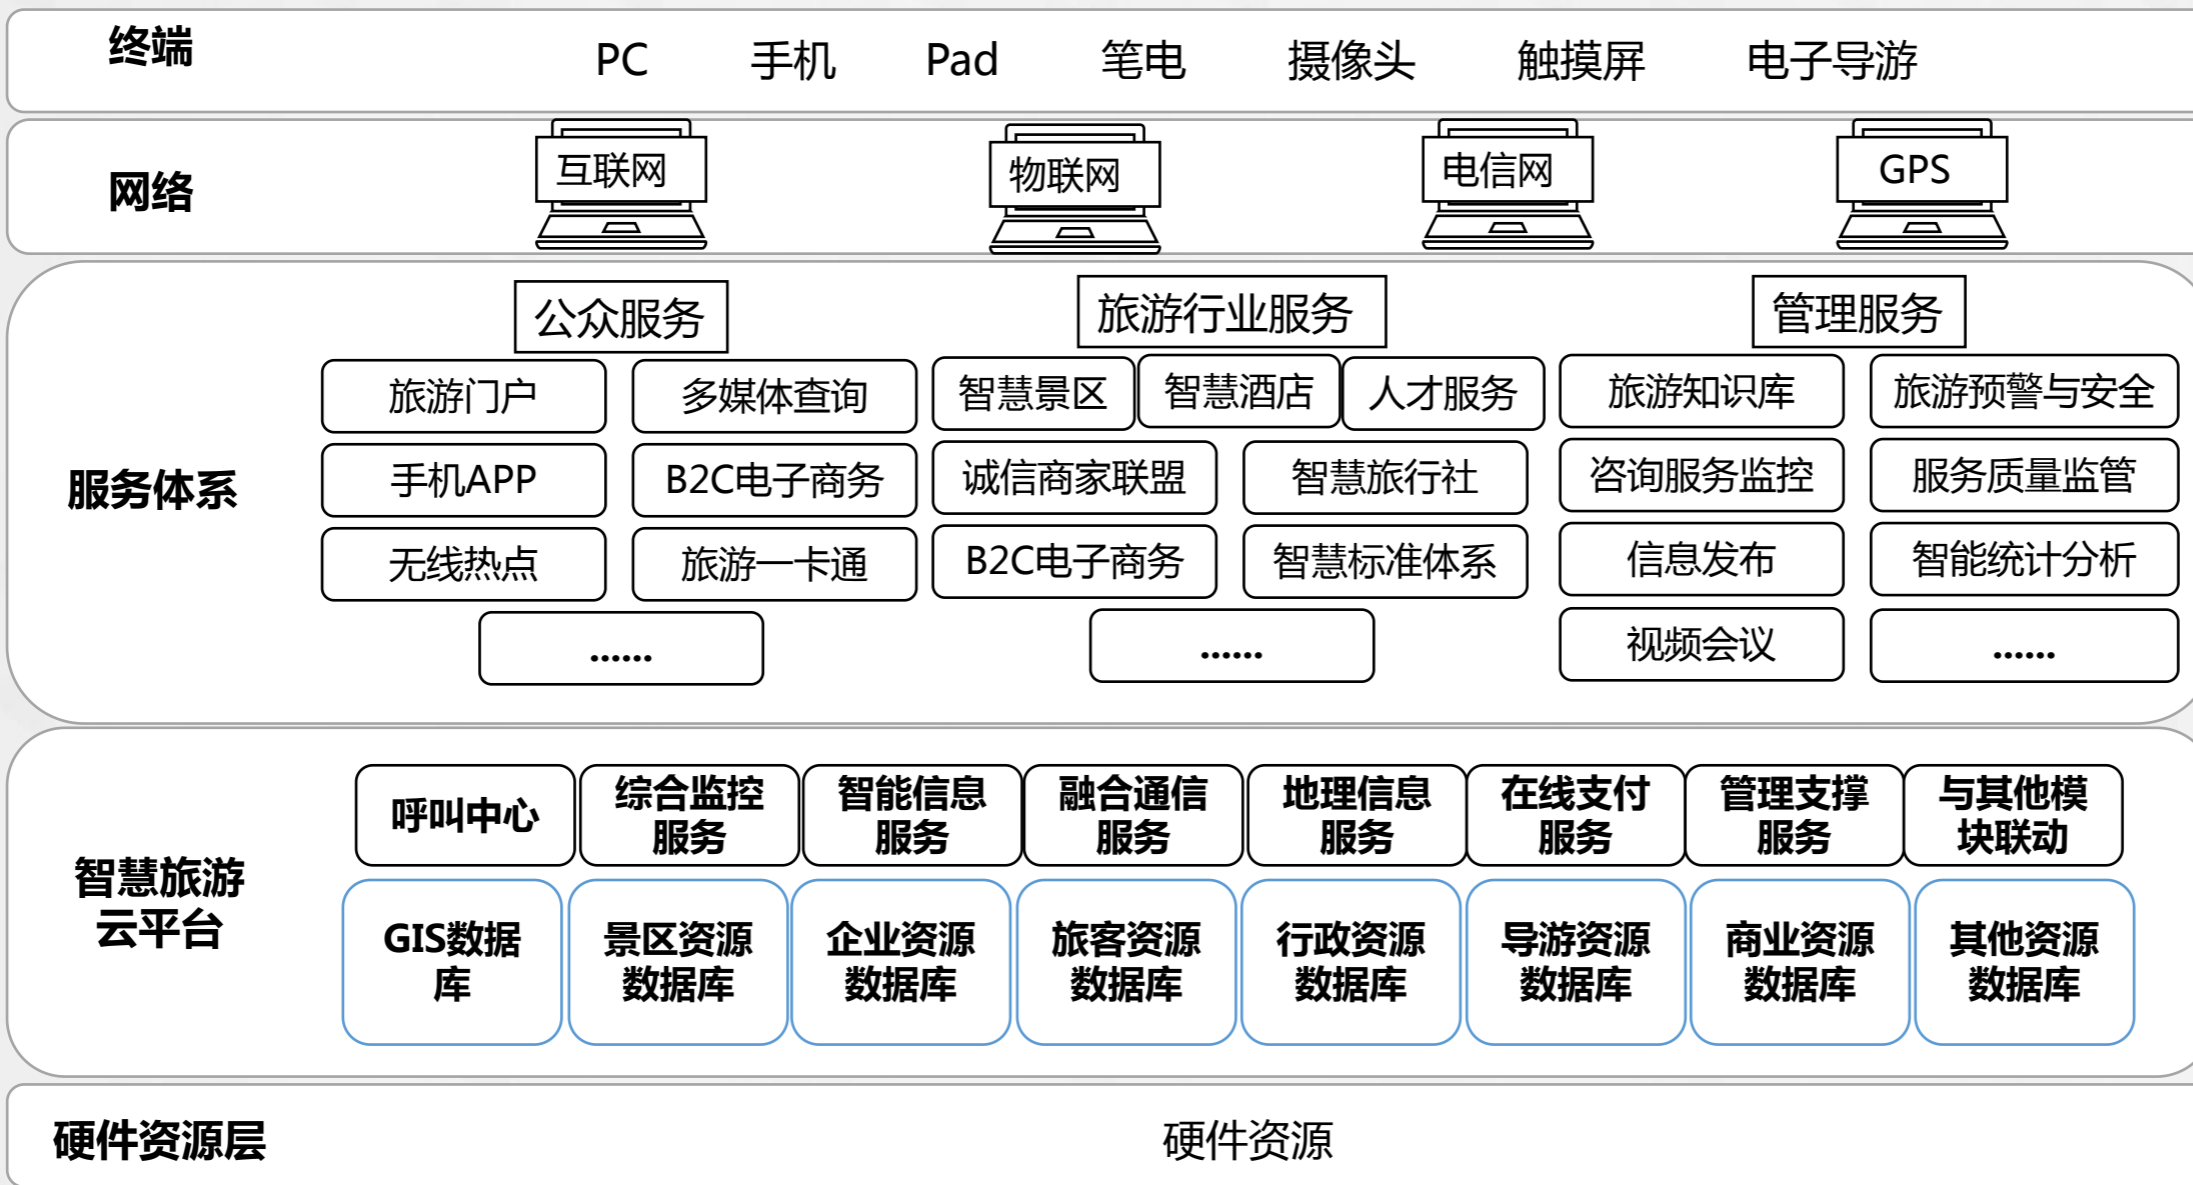 终端
PC 手机 Pad 笔电 摄像头 触摸屏 电子导游
网络
互联网
物联网
电信网
GPS
服务体系
公众服务
旅游门户 多媒体查询
手机APP B2C电子商务
无线热点 旅游一卡通
......
旅游行业服务
智慧景区 智慧酒店 人才服务
诚信商家联盟 智慧旅行社
B2C电子商务 智慧标准体系
......
管理服务
旅游知识库 旅游预警与安全
咨询服务监控 服务质量监管
信息发布 智能统计分析
视频会议 ......
智慧旅游
云平台
呼叫中心
综合监控
服务
智能信息
服务
融合通信
服务
地理信息
服务
在线支付
服务
管理支撑
服务
与其他模
块联动
GIS数据
库
景区资源
数据库
企业资源
数据库
旅客资源
数据库
行政资源
数据库
导游资源
数据库
商业资源
数据库
其他资源
数据库
硬件资源层
硬件资源